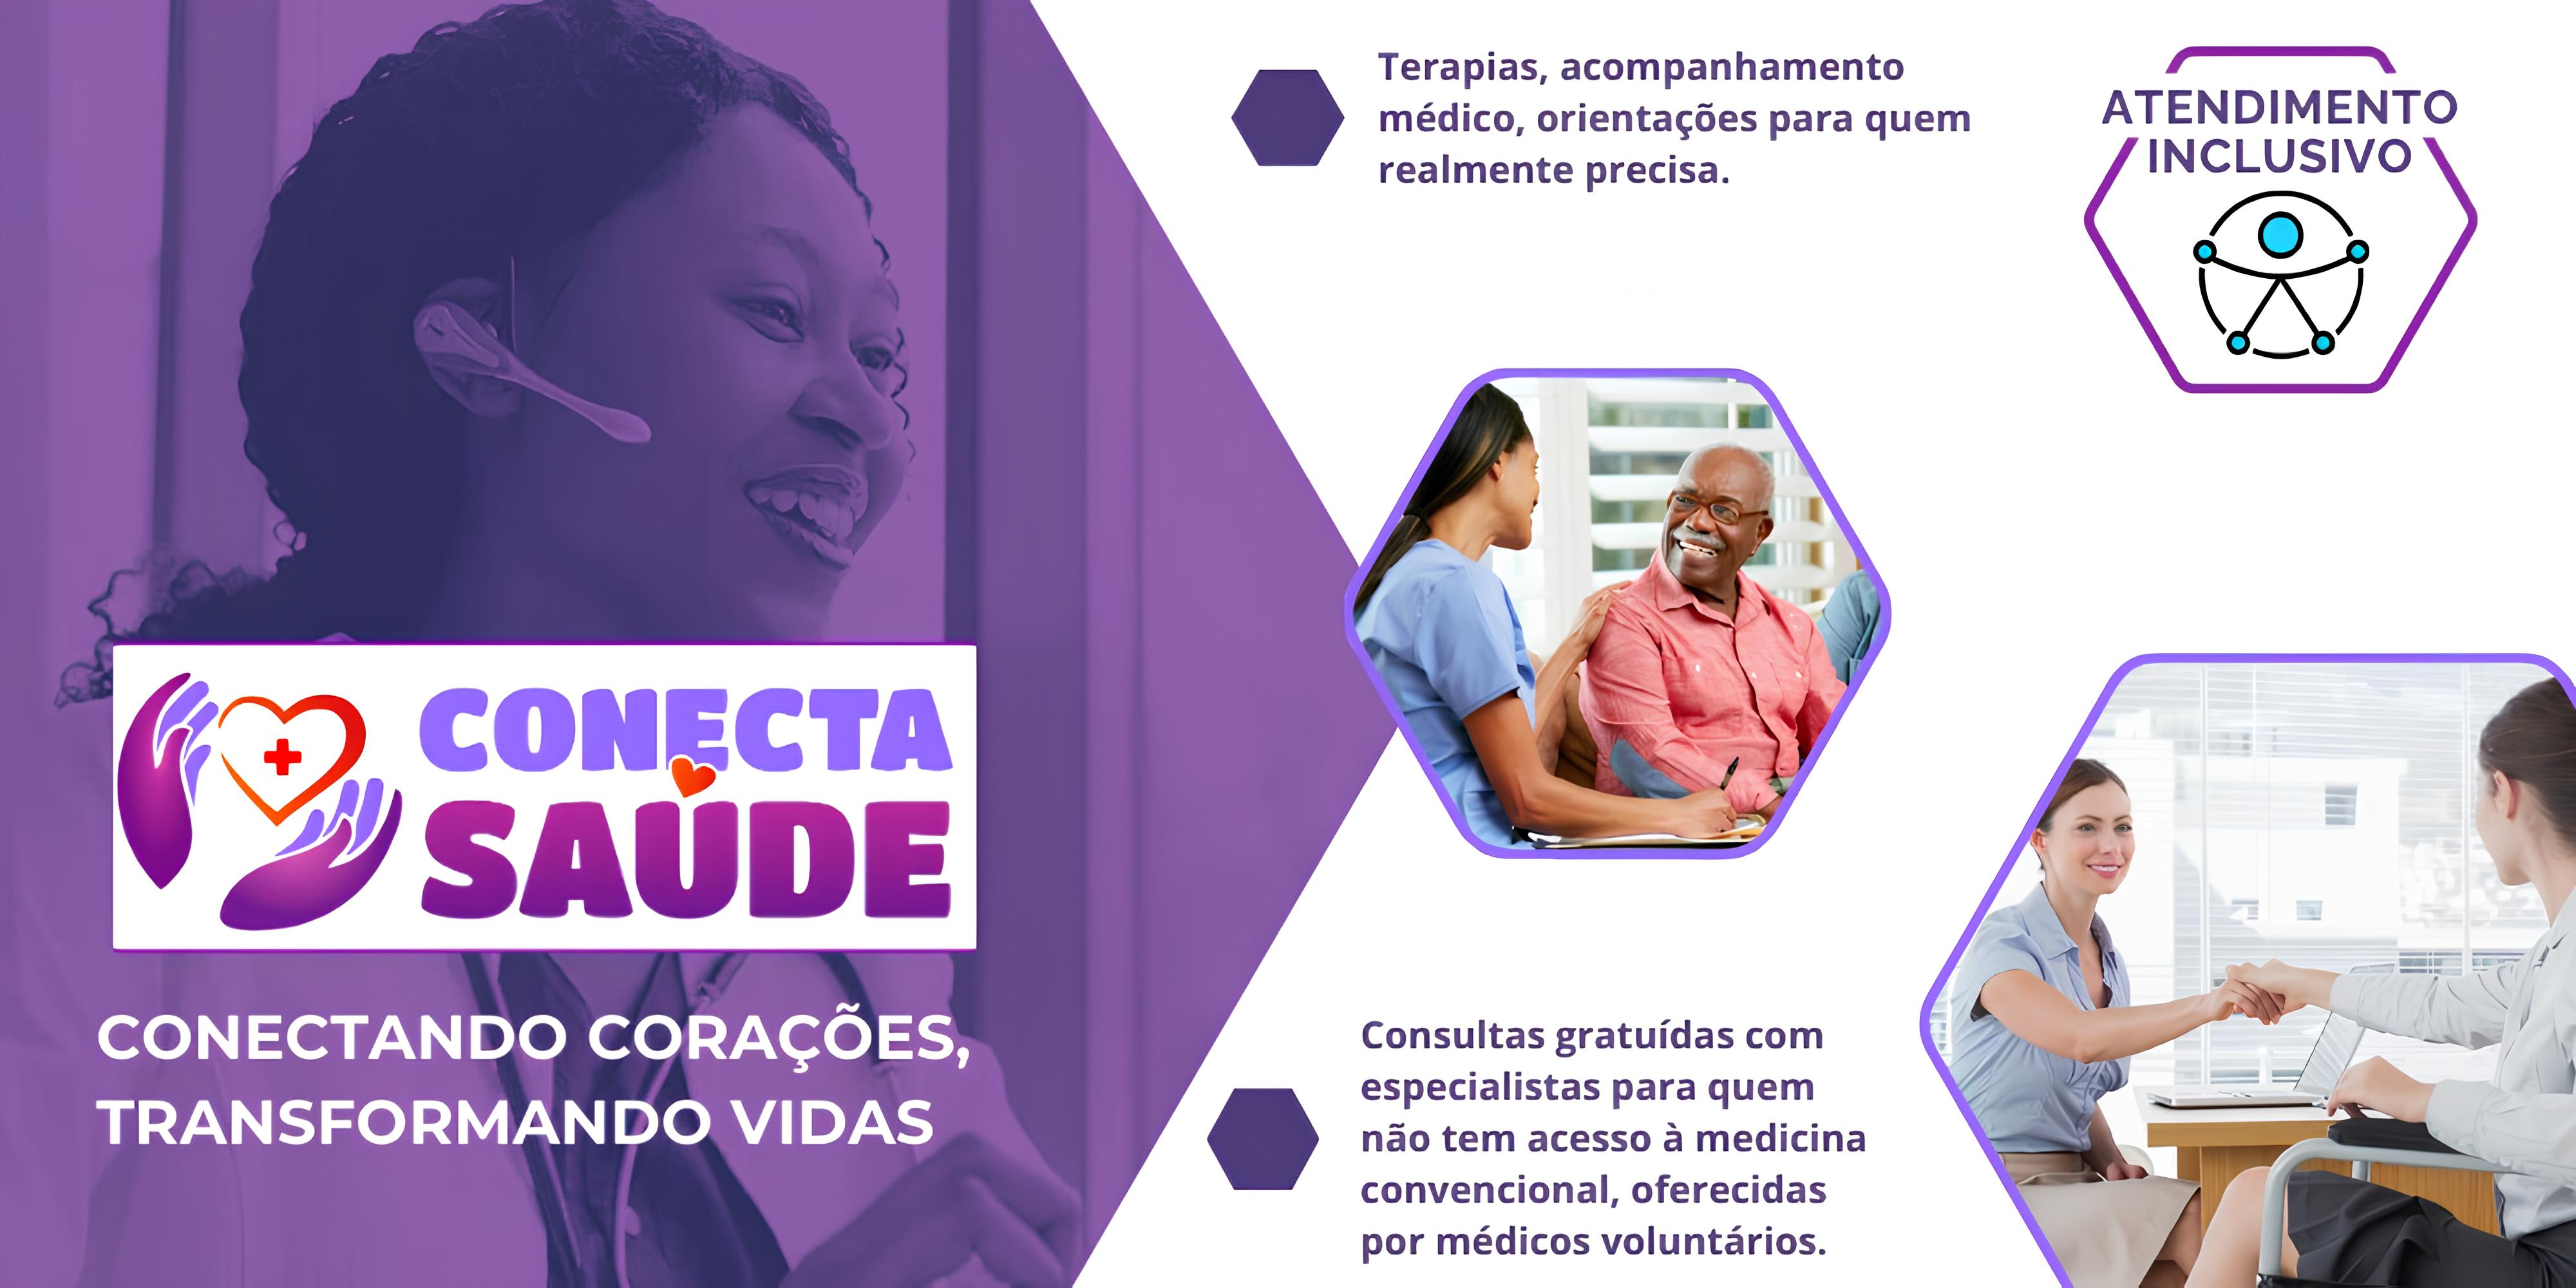 CONECTA
SAÚDE
CONECTANDO CORAÇÕES,
TRANSFORMANDO VIDAS
Terapias, acompanhamento
médico, orientações para quem
realmente precisa.
ATENDIMENTO
INCLUSIVO
Consultas gratuídas com
especialistas para quem
não tem acesso à medicina
convencional, oferecidas
por médicos voluntários.